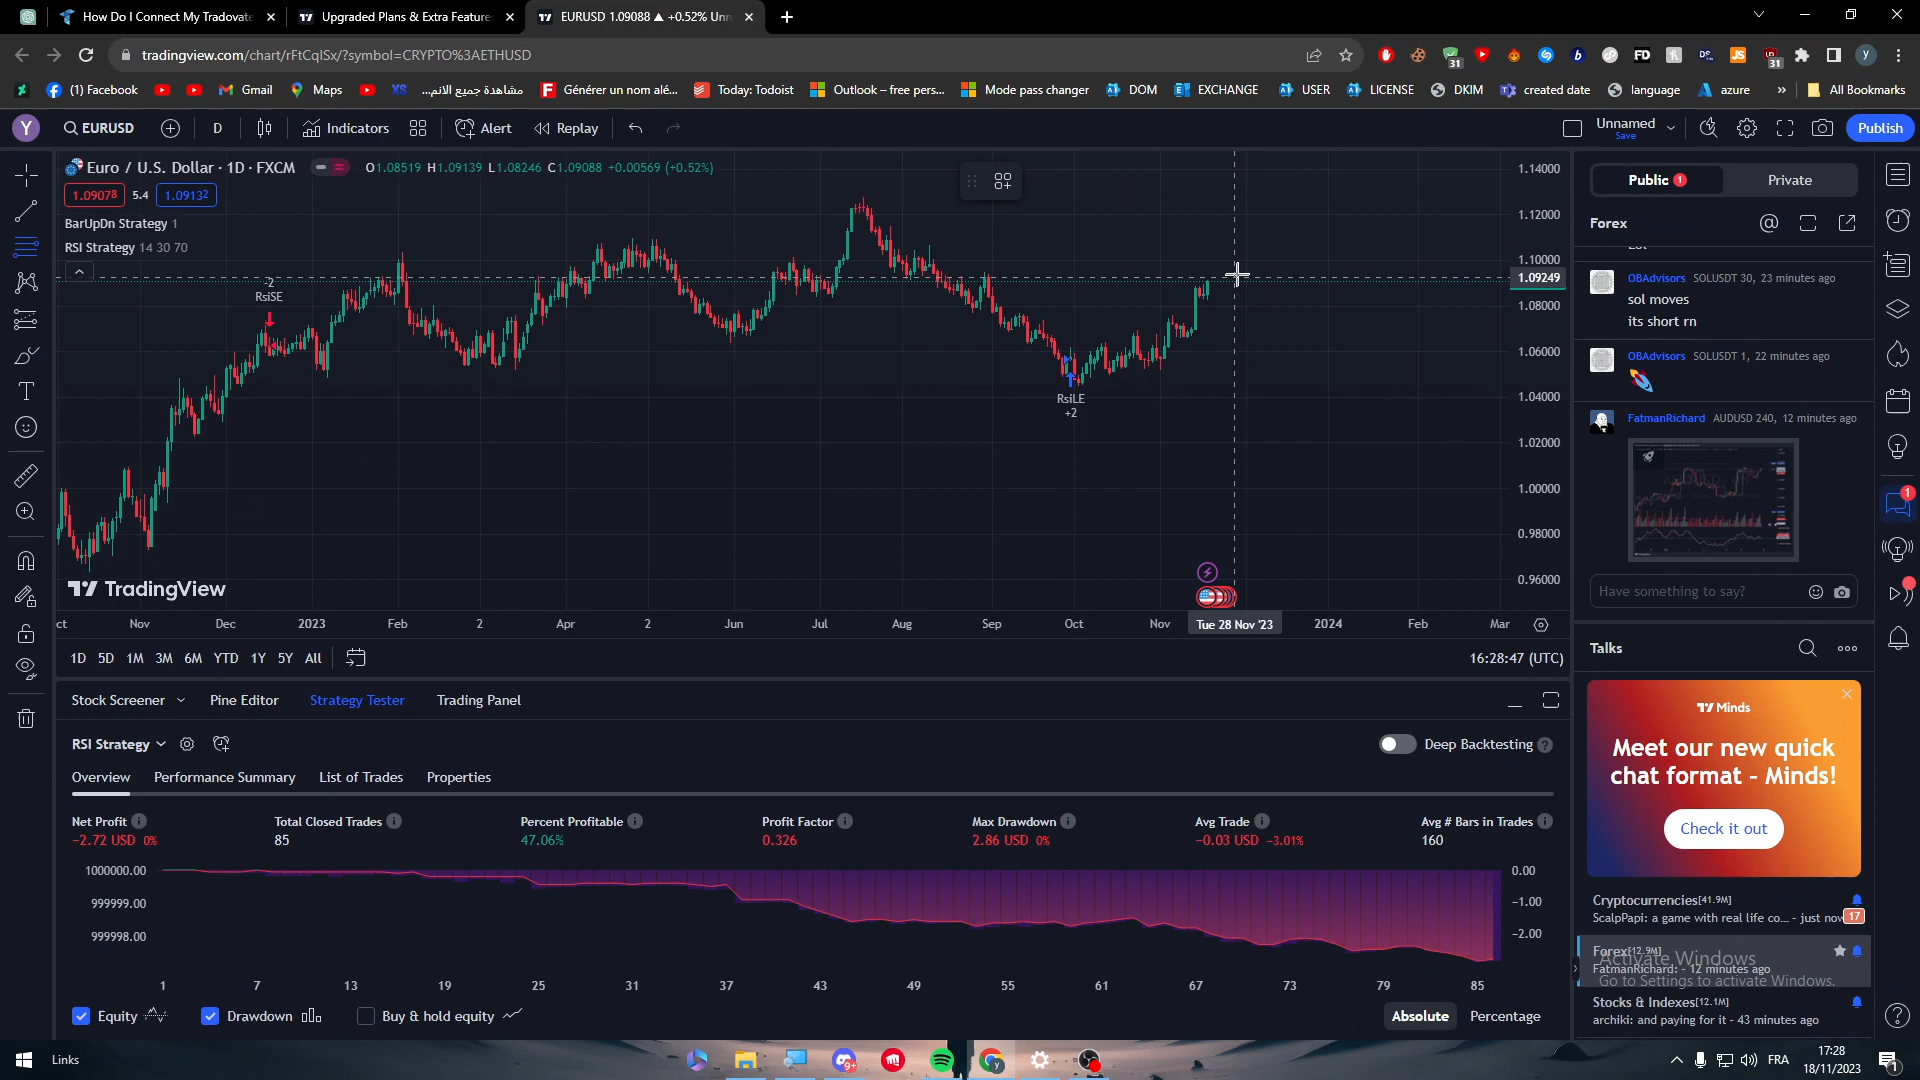 How Do I Connect My Tradovate
Upgraded Plans & Extra Feature
EURUSD 1.09088 ▲ +0.52% Unn
tradingview.com/chart/rFtCqlSx/?symbol=CRYPTO%3AETHUSD
(1) Facebook
Gmail
Maps
XS
مشاهدة جميع الانم...
Générer un nom alé...
Today: Todoist
Outlook – free pers...
Mode pass changer
DOM
EXCHANGE
USER
LICENSE
DKIM
created date
language
azure
»
All Bookmarks
Y
EURUSD
D
Indicators
Alert
Replay
Unnamed
Save
Publish
Euro / U.S. Dollar · 1D · FXCM
O1.08519 H1.09139 L1.08246 C1.09088 +0.00569 (+0.52%)
1.09078 5.4 1.09132
BarUpDn Strategy 1
RSI Strategy 14 30 70
-2
RsiSE
RsiLE
+2
1.14000
1.12000
1.10000
1.09249
1.08000
1.06000
1.04000
1.02000
1.00000
0.98000
0.96000
TradingView
ct Nov Dec 2023 Feb 2 Apr 2 Jun Jul Aug Sep Oct Nov Tue 28 Nov '23 2024 Feb Mar
1D 5D 1M 3M 6M YTD 1Y 5Y All
16:28:47 (UTC)
Stock Screener
Pine Editor
Strategy Tester
Trading Panel
RSI Strategy
Deep Backtesting
Overview
Performance Summary
List of Trades
Properties
Net Profit
−2.72 USD 0%
Total Closed Trades
85
Percent Profitable
47.06%
Profit Factor
0.326
Max Drawdown
2.86 USD 0%
Avg Trade
−0.03 USD −3.01%
Avg # Bars in Trades
160
1000000.00
999999.00
999998.00
0.00
−1.00
−2.00
1 7 13 19 25 31 37 43 49 55 61 67 73 79 85
Equity
Drawdown
Buy & hold equity
Absolute
Percentage
Public 1
Private
Forex
OBAdvisors SOLUSDT 30, 23 minutes ago
sol moves
its short rn
OBAdvisors SOLUSDT 1, 22 minutes ago
FatmanRichard AUDUSD 240, 12 minutes ago
Have something to say?
Talks
Minds
Meet our new quick
chat format - Minds!
Check it out
Cryptocurrencies[41.9M]
ScalpPapi: a game with real life co... - just now
17
Forex[12.9M]
FatmanRichard: - 12 minutes ago
Activate Windows
Go to Settings to activate Windows.
Stocks & Indexes[12.1M]
archiki: and paying for it - 43 minutes ago
Links
FRA
17:28
18/11/2023